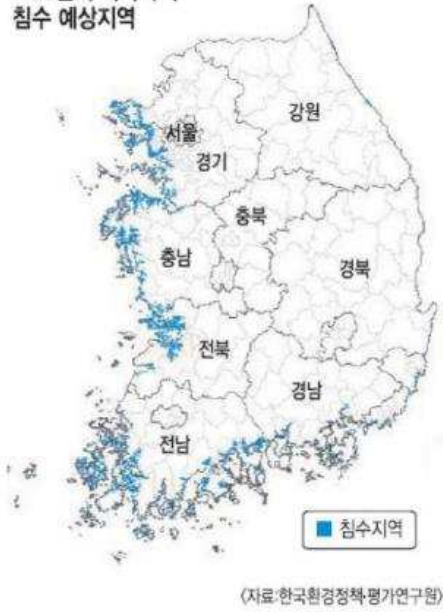 침수 예상지역
서울
강원
경기
충북
충남
경북
전북
경남
전남
침수지역
〈자료:한국환경정책·평가연구원〉